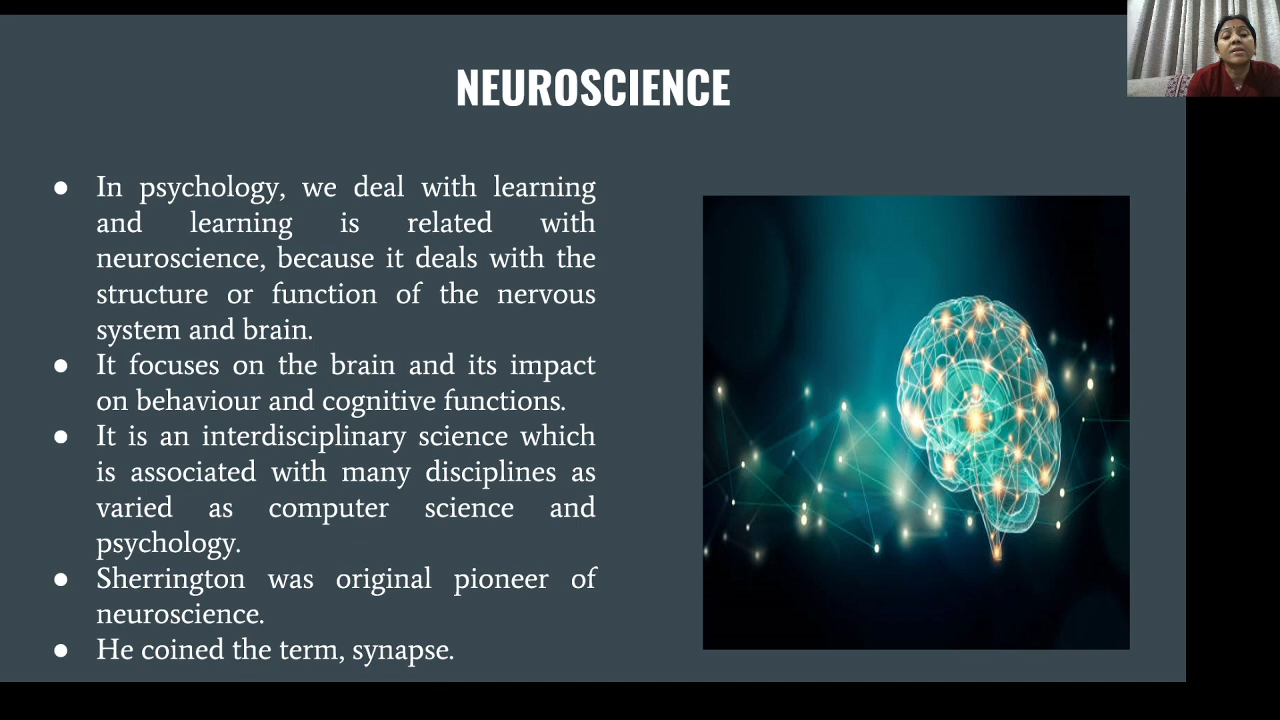 NEUROSCIENCE
● In psychology, we deal with learning
and learning is related with
neuroscience, because it deals with the
structure or function of the nervous
system and brain.
● It focuses on the brain and its impact
on behaviour and cognitive functions.
● It is an interdisciplinary science which
is associated with many disciplines as
varied as computer science and
psychology.
● Sherrington was original pioneer of
neuroscience.
● He coined the term, synapse.